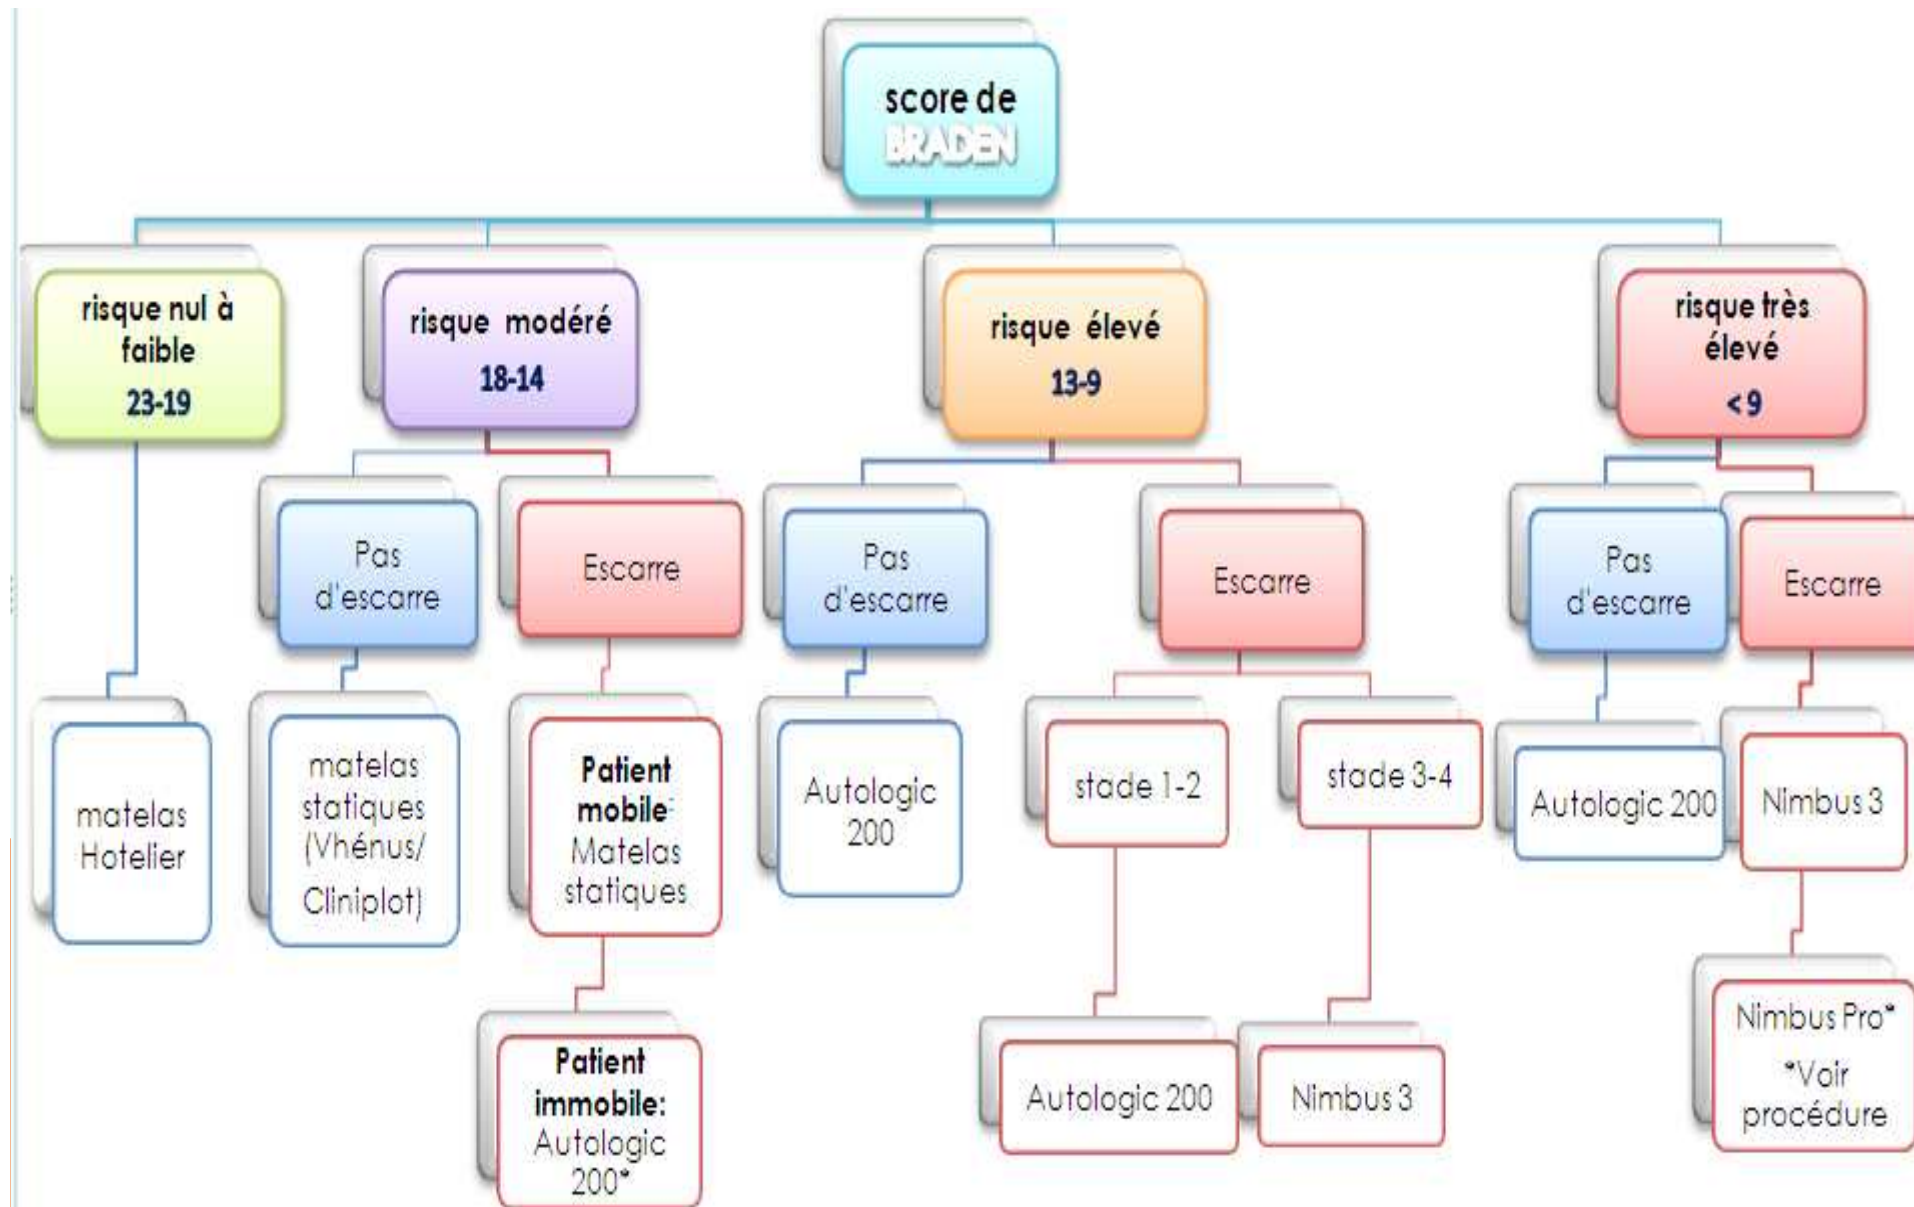 score de
BRADEN
risque nul à
faible
23-19
risque modéré
18-14
risque élevé
13-9
risque très
élevé
< 9
Pas
d'escarre
Escarre
Pas
d'escarre
Escarre
Pas
d'escarre
Escarre
matelas
Hotelier
matelas
statiques
(Vhénus/
Cliniplot)
Patient
mobile:
Matelas
statiques
Patient
immobile:
Autologic
200*
Autologic
200
stade 1-2
stade 3-4
Autologic 200
Nimbus 3
Autologic 200
Nimbus 3
Nimbus Pro*
*Voir
procédure